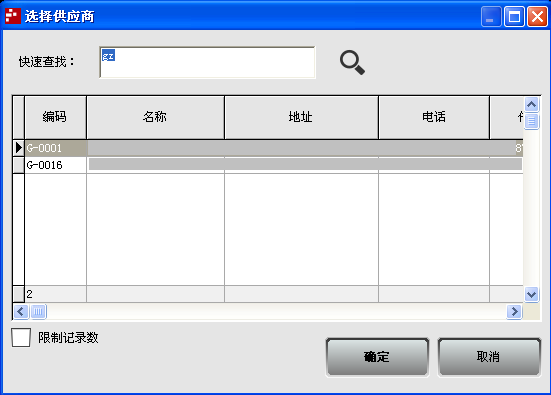 选择供应商
快速查找：
gz
编码 名称 地址 电话
G-0001
G-0016
2
限制记录数
确定 取消